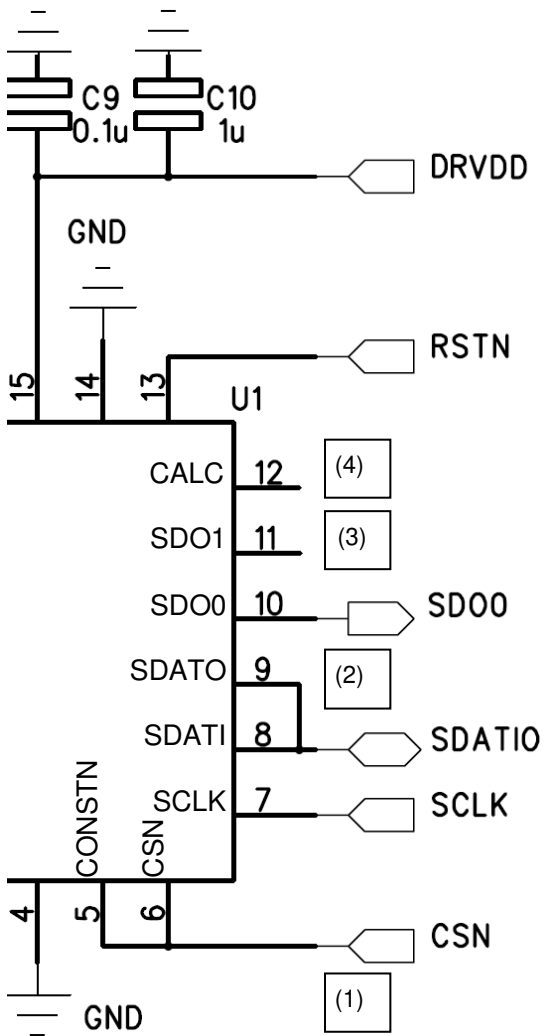 C9
0.1u
C10
1u
DRVDD
GND
RSTN
15
14
13
U1
CALC
12
(4)
SDO1
11
(3)
SDO0
10
SDO0
SDATO
9
(2)
SDATI
8
SDATIO
SCLK
7
SCLK
CONSTN
CSN
4
5
6
CSN
GND
(1)